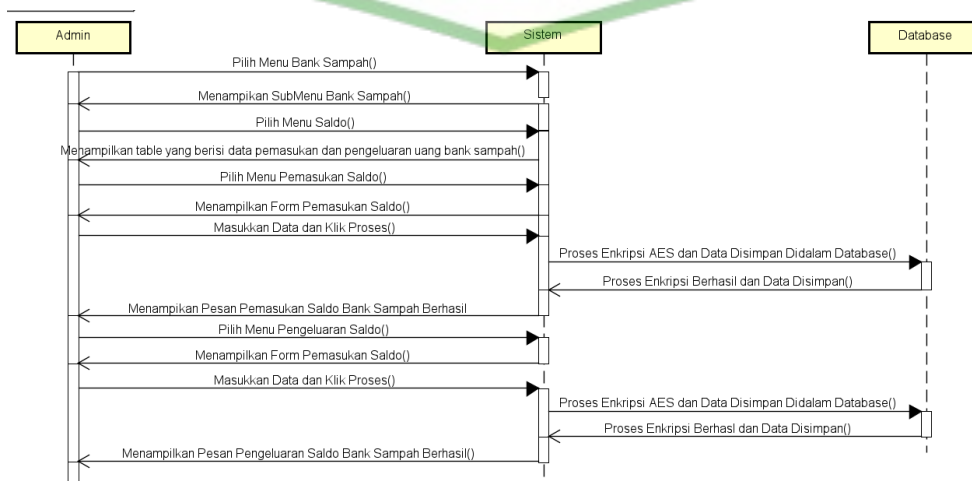 Admin
Sistem
Database
Pilih Menu Bank Sampah()
Menampikan SubMenu Bank Sampah()
Pilih Menu Saldo()
Menampilkan table yang berisi data pemasukan dan pengeluaran uang bank sampah()
Pilih Menu Pemasukan Saldo()
Menampilkan Form Pemasukan Saldo()
Masukkan Data dan Klik Proses()
Proses Enkripsi AES dan Data Disimpan Didalam Database()
Proses Enkripsi Berhasil dan Data Disimpan()
Menampikan Pesan Pemasukan Saldo Bank Sampah Berhasil
Pilih Menu Pengeluaran Saldo()
Menampilkan Form Pemasukan Saldo()
Masukkan Data dan Klik Proses()
Proses Enkripsi AES dan Data Disimpan Didalam Database()
Proses Enkripsi Berhasl dan Data Disimpan()
Menampilkan Pesan Pengeluaran Saldo Bank Sampah Berhasil()